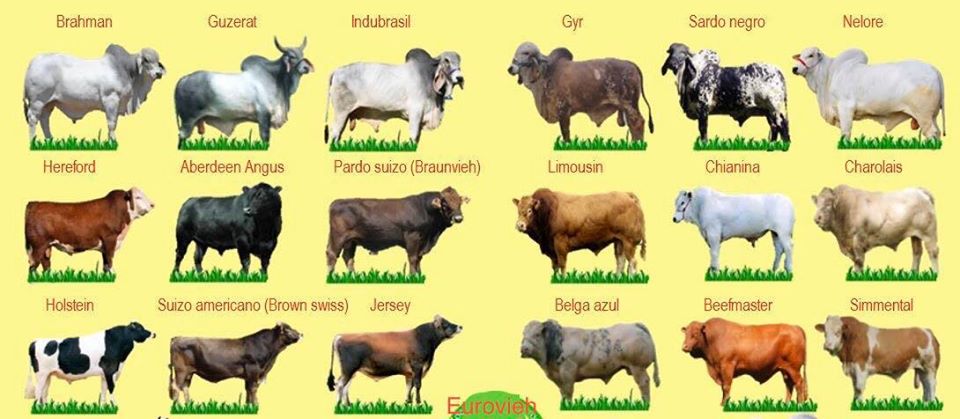 Brahman Guzerat Indubrasil Gyr Sardo negro Nelore
Hereford Aberdeen Angus Pardo suizo (Braunvieh) Limousin Chianina Charolais
Holstein Suizo americano (Brown swiss) Jersey Belga azul Beefmaster Simmental
Eurovieh